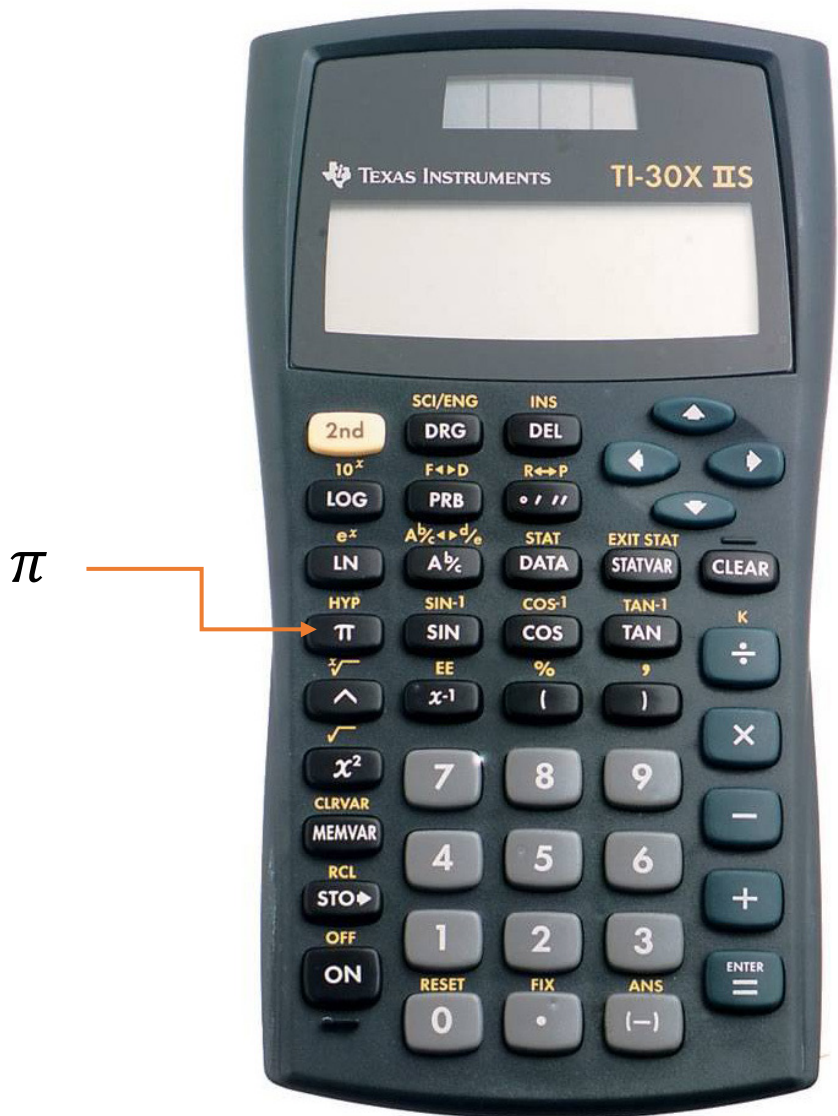 TEXAS INSTRUMENTS TI-30X IIS
SCI/ENG INS
2nd DRG DEL
10ˣ F◄►D R↔P
LOG PRB ° ' "
eˣ Ab/c◄►d/e STAT EXIT STAT
LN Ab/c DATA STATVAR CLEAR
π
HYP SIN-1 COS-1 TAN-1 K
π SIN COS TAN ÷
ˣ√ EE % ,
^ x-1 ( )
√ ×
x² 7 8 9
CLRVAR −
MEMVAR 4 5 6
RCL
STO► +
OFF 1 2 3
ON ENTER
=
RESET FIX ANS
0 . (−)